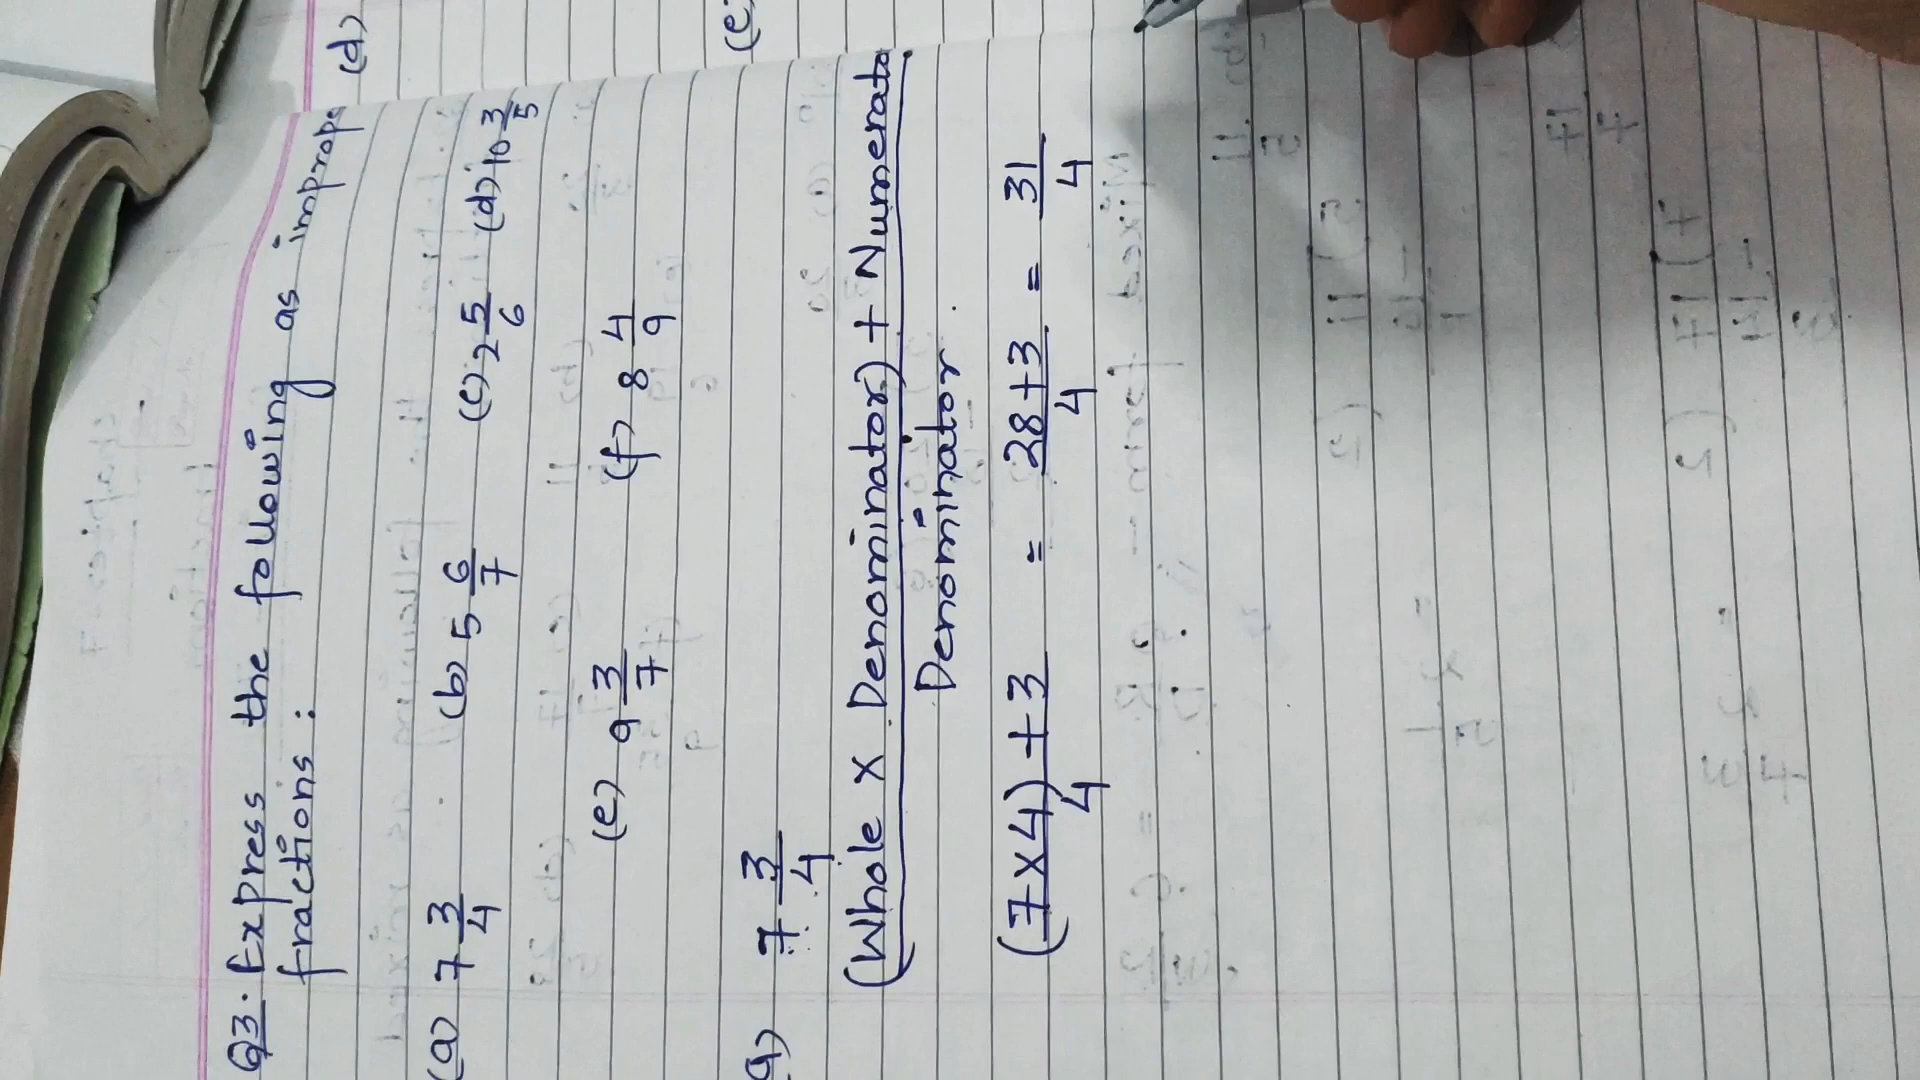 Q3. Express the following as improper
fractions :
(a) 7 3/4 (b) 5 6/7 (c) 2 5/6 (d) 10 3/5
(e) 9 3/7 (f) 8 4/9
a) 7 3/4
(Whole x Denominator) + Numerator
Denominator
(7x4)+3/4 = 28+3/4 = 31/4
(d)
(e)